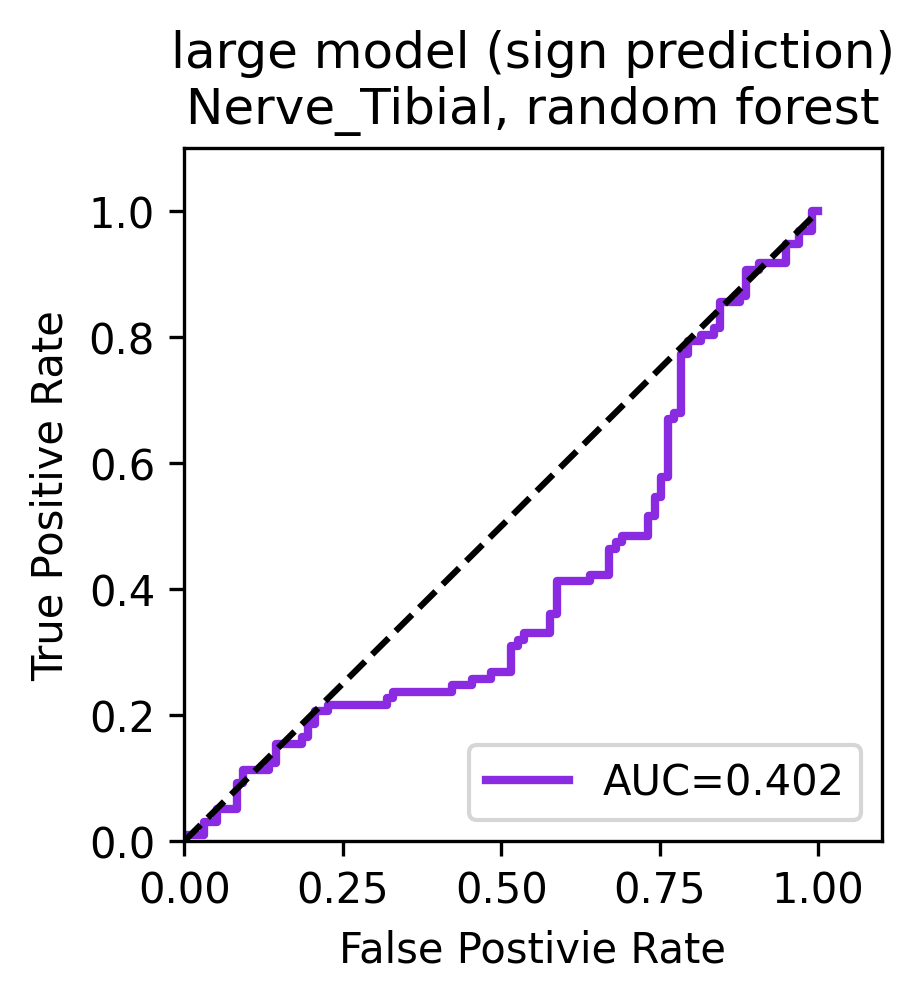 large model (sign prediction)
Nerve_Tibial, random forest
1.0
0.8
0.6
0.4
0.2
0.0
True Positive Rate
AUC=0.402
0.00 0.25 0.50 0.75 1.00
False Postivie Rate